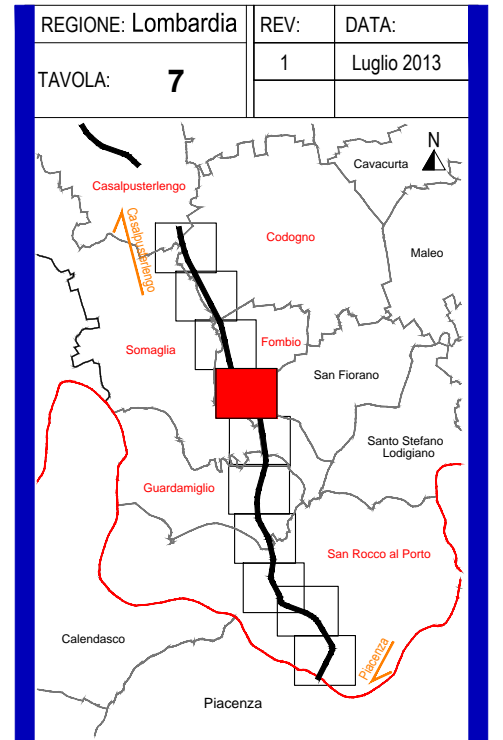 REGIONE: Lombardia
REV:
DATA:
TAVOLA: 7
1
Luglio 2013
N
Cavacurta
Casalpusterlengo
Casalpusterlengo
Codogno
Maleo
Somaglia
Fombio
San Fiorano
Santo Stefano
Lodigiano
Guardamiglio
San Rocco al Porto
Calendasco
Piacenza
Piacenza